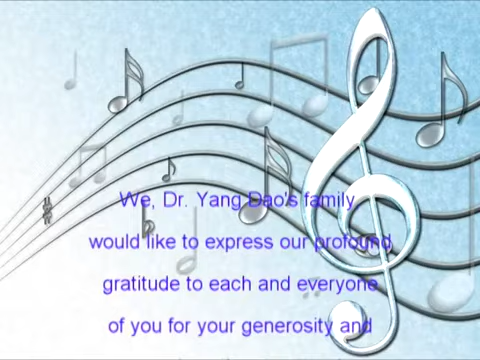 We, Dr. Yang Dao's family
would like to express our profound
gratitude to each and everyone
of you for your generosity and